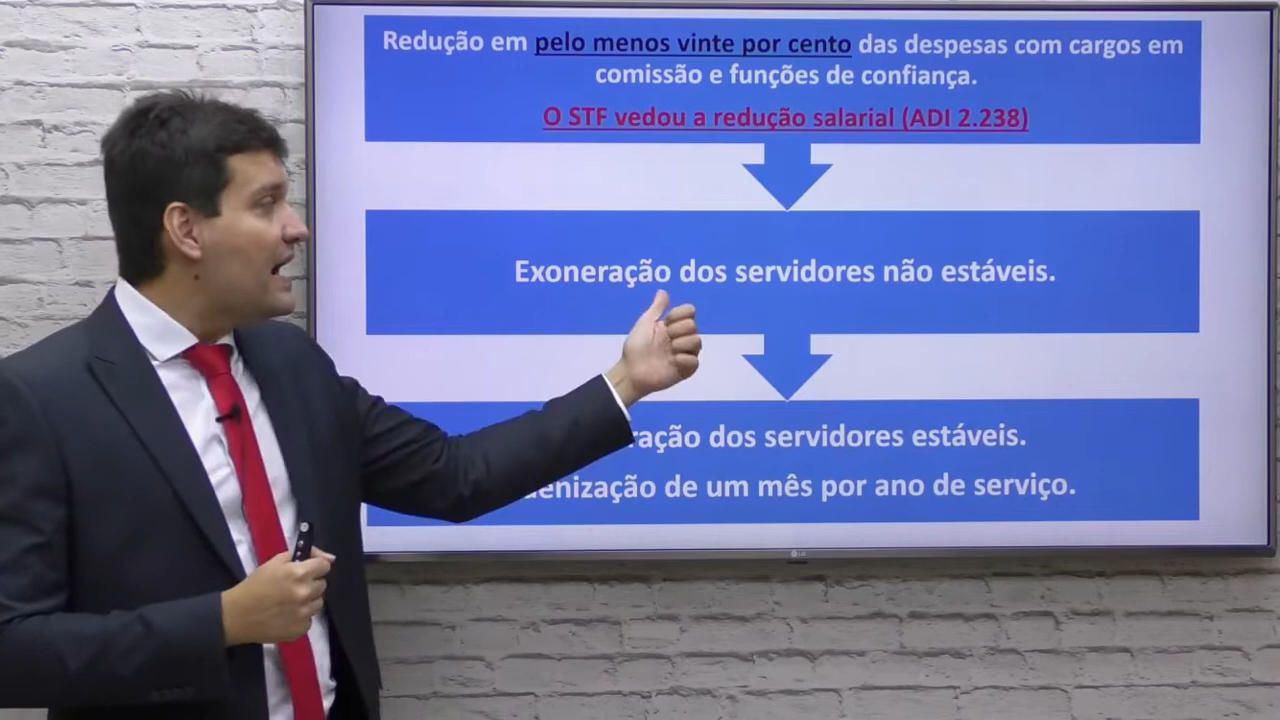 Redução em pelo menos vinte por cento das despesas com cargos em
comissão e funções de confiança.
O STF vedou a redução salarial (ADI 2.238)
Exoneração dos servidores não estáveis.
dos servidores estáveis.
de um mês por ano de serviço.
LG